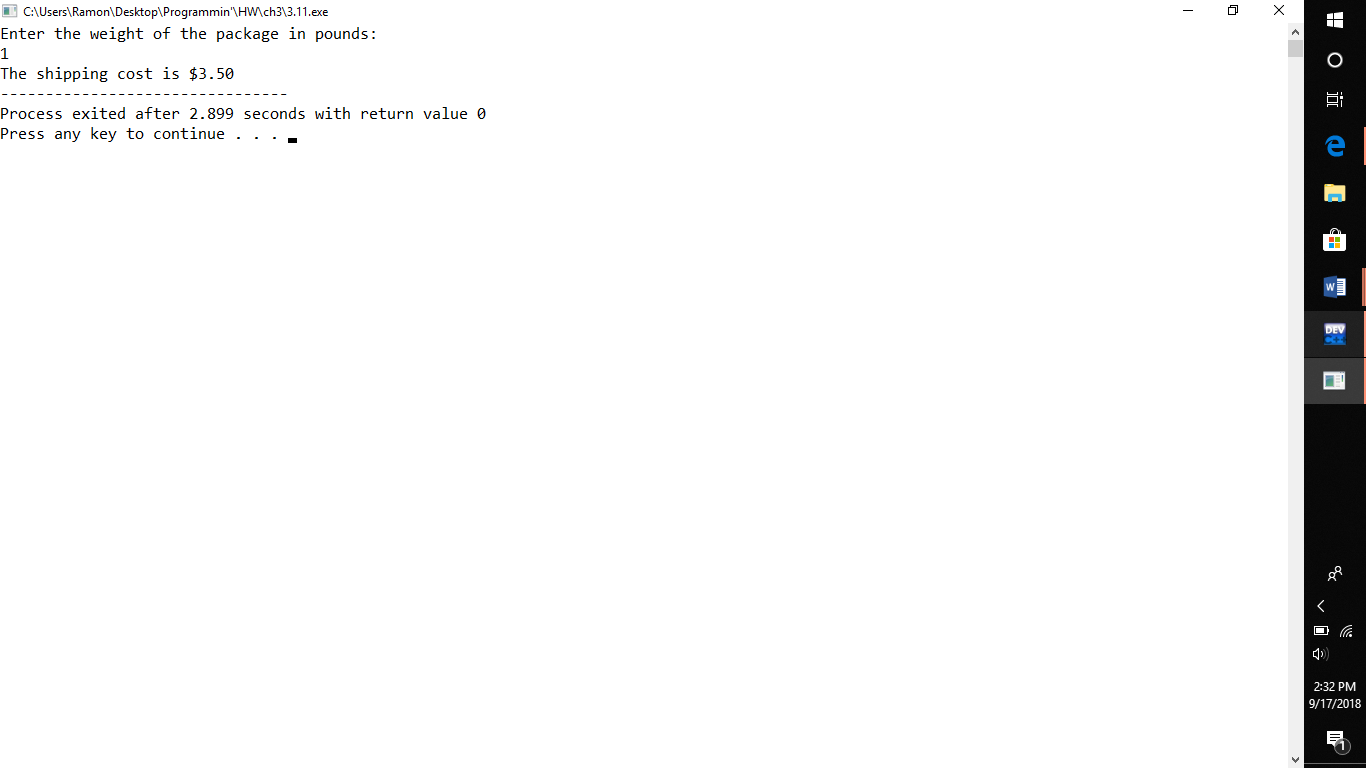 C:\Users\Ramon\Desktop\Programmin'\HW\ch3\3.11.exe
Enter the weight of the package in pounds:
1
The shipping cost is $3.50
--------------------------------
Process exited after 2.899 seconds with return value 0
Press any key to continue . . .
W
DEV
2:32 PM
9/17/2018
1